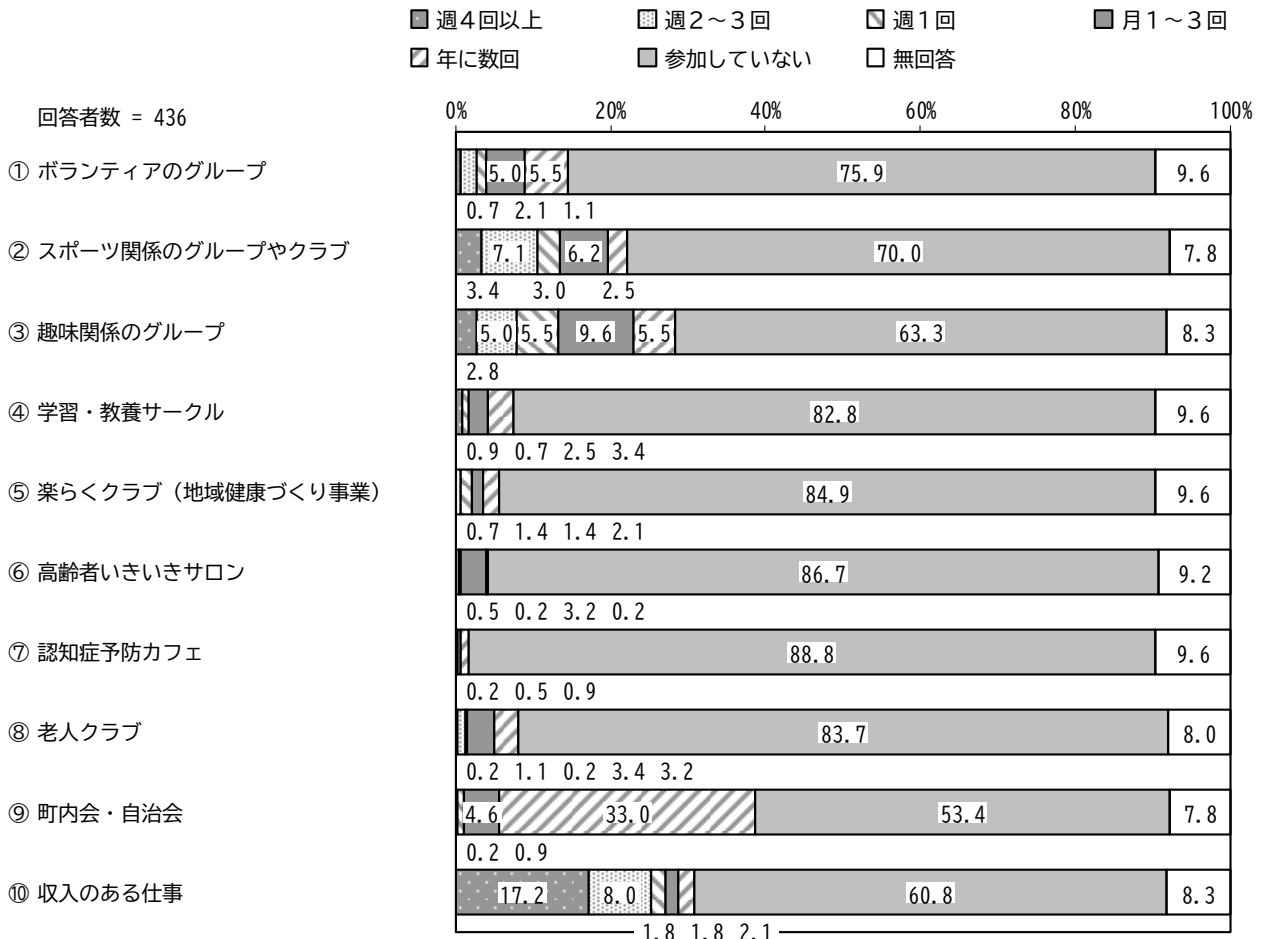 週４回以上 週２～３回 週１回 月１～３回
年に数回 参加していない 無回答
回答者数 = 436
0% 20% 40% 60% 80% 100%
① ボランティアのグループ 5.0 5.5 75.9 9.6
0.7 2.1 1.1
② スポーツ関係のグループやクラブ 7.1 6.2 70.0 7.8
3.4 3.0 2.5
③ 趣味関係のグループ 5.0 5.5 9.6 5.5 63.3 8.3
2.8
④ 学習・教養サークル 82.8 9.6
0.9 0.7 2.5 3.4
⑤ 楽らくクラブ（地域健康づくり事業） 84.9 9.6
0.7 1.4 1.4 2.1
⑥ 高齢者いきいきサロン 86.7 9.2
0.5 0.2 3.2 0.2
⑦ 認知症予防カフェ 88.8 9.6
0.2 0.5 0.9
⑧ 老人クラブ 83.7 8.0
0.2 1.1 0.2 3.4 3.2
⑨ 町内会・自治会 4.6 33.0 53.4 7.8
0.2 0.9
⑩ 収入のある仕事 17.2 8.0 60.8 8.3
1.8 1.8 2.1